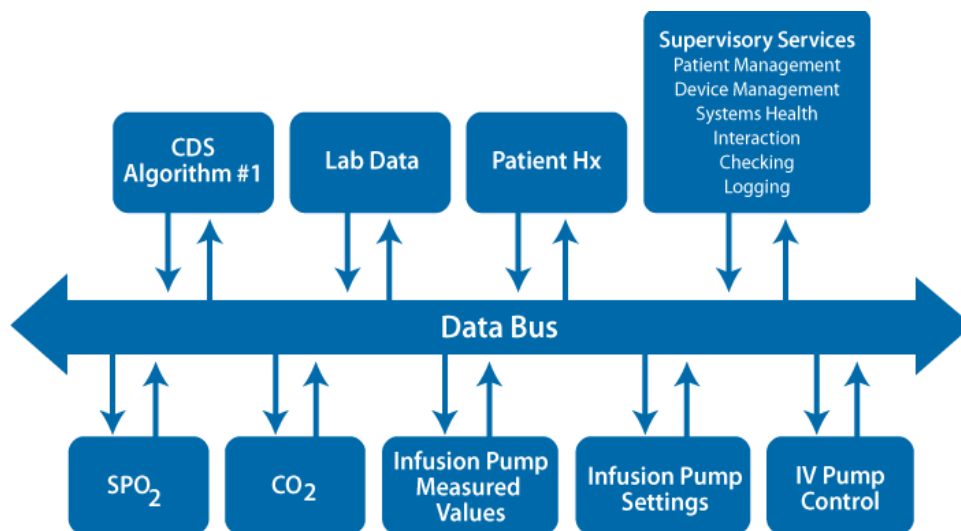 Supervisory Services
Patient Management
Device Management
Systems Health
Interaction
Checking
Logging
CDS
Algorithm #1
Lab Data
Patient Hx
Data Bus
SPO₂
CO₂
Infusion Pump
Measured
Values
Infusion Pump
Settings
IV Pump
Control